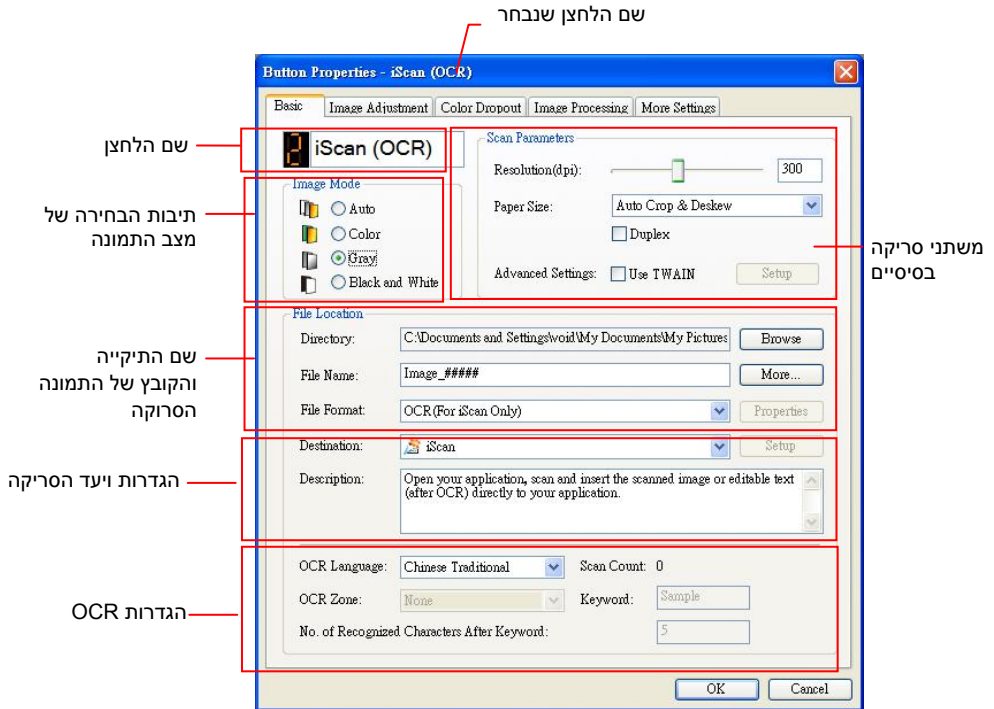 שם הלחצן שנבחר
Button Properties - iScan (OCR)
Basic Image Adjustment Color Dropout Image Processing More Settings
שם הלחצן
2 iScan (OCR)
תיבות הבחירה של
מצב התמונה
Image Mode
Auto
Color
Gray
Black and White
Scan Parameters
Resolution(dpi): 300
Paper Size: Auto Crop & Deskew
Duplex
Advanced Settings: Use TWAIN Setup
משתני סריקה
בסיסיים
שם התיקייה
והקובץ של התמונה
הסרוקה
File Location
Directory: C:\Documents and Settings\void\My Documents\My Pictures Browse
File Name: Image_##### More...
File Format: OCR(For iScan Only) Properties
הגדרות ויעד הסריקה
Destination: iScan Setup
Description: Open your application, scan and insert the scanned image or editable text
(after OCR) directly to your application.
הגדרות OCR
OCR Language: Chinese Traditional Scan Count: 0
OCR Zone: None Keyword: Sample
No. of Recognized Characters After Keyword: 5
OK Cancel